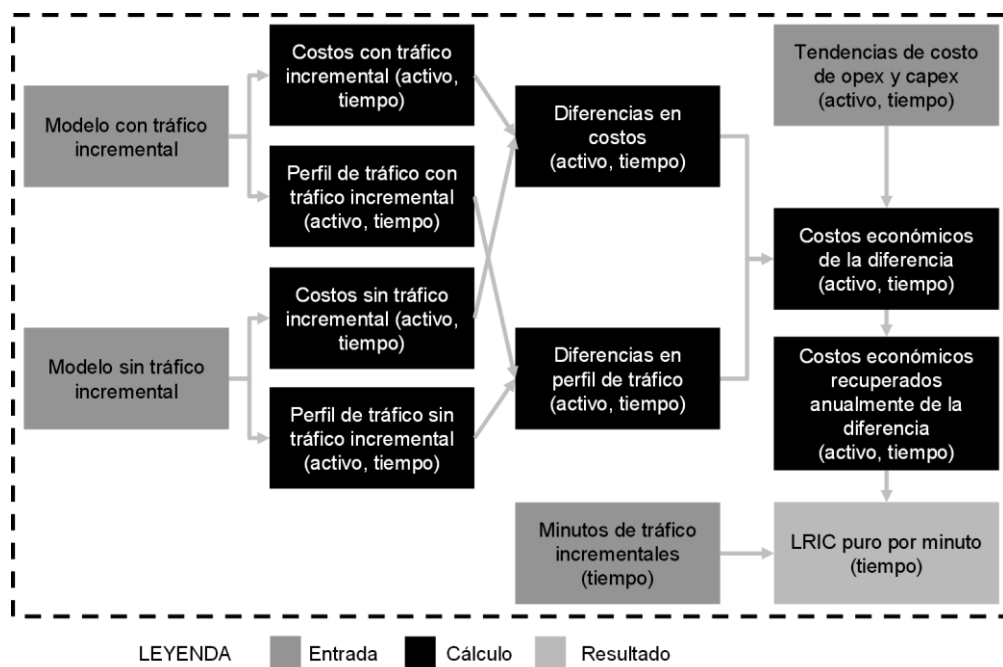 Modelo con tráfico
incremental
Modelo sin tráfico
incremental
Costos con tráfico
incremental (activo,
tiempo)
Perfil de tráfico con
tráfico incremental
(activo, tiempo)
Costos sin tráfico
incremental (activo,
tiempo)
Perfil de tráfico sin
tráfico incremental
(activo, tiempo)
Diferencias en
costos
(activo, tiempo)
Diferencias en
perfil de tráfico
(activo, tiempo)
Minutos de tráfico
incrementales
(tiempo)
Tendencias de costo
de opex y capex
(activo, tiempo)
Costos económicos
de la diferencia
(activo, tiempo)
Costos económicos
recuperados
anualmente de la
diferencia
(activo, tiempo)
LRIC puro por minuto
(tiempo)
LEYENDA
Entrada
Cálculo
Resultado